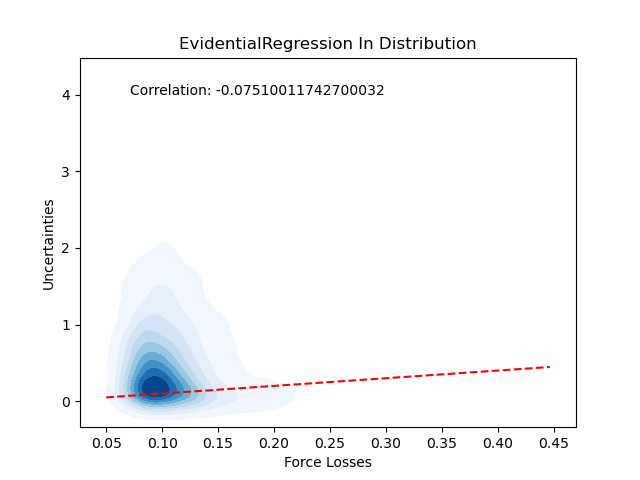 EvidentialRegression In Distribution
Correlation: -0.07510011742700032
4
3
2
1
0
Uncertainties
0.05 0.10 0.15 0.20 0.25 0.30 0.35 0.40 0.45
Force Losses